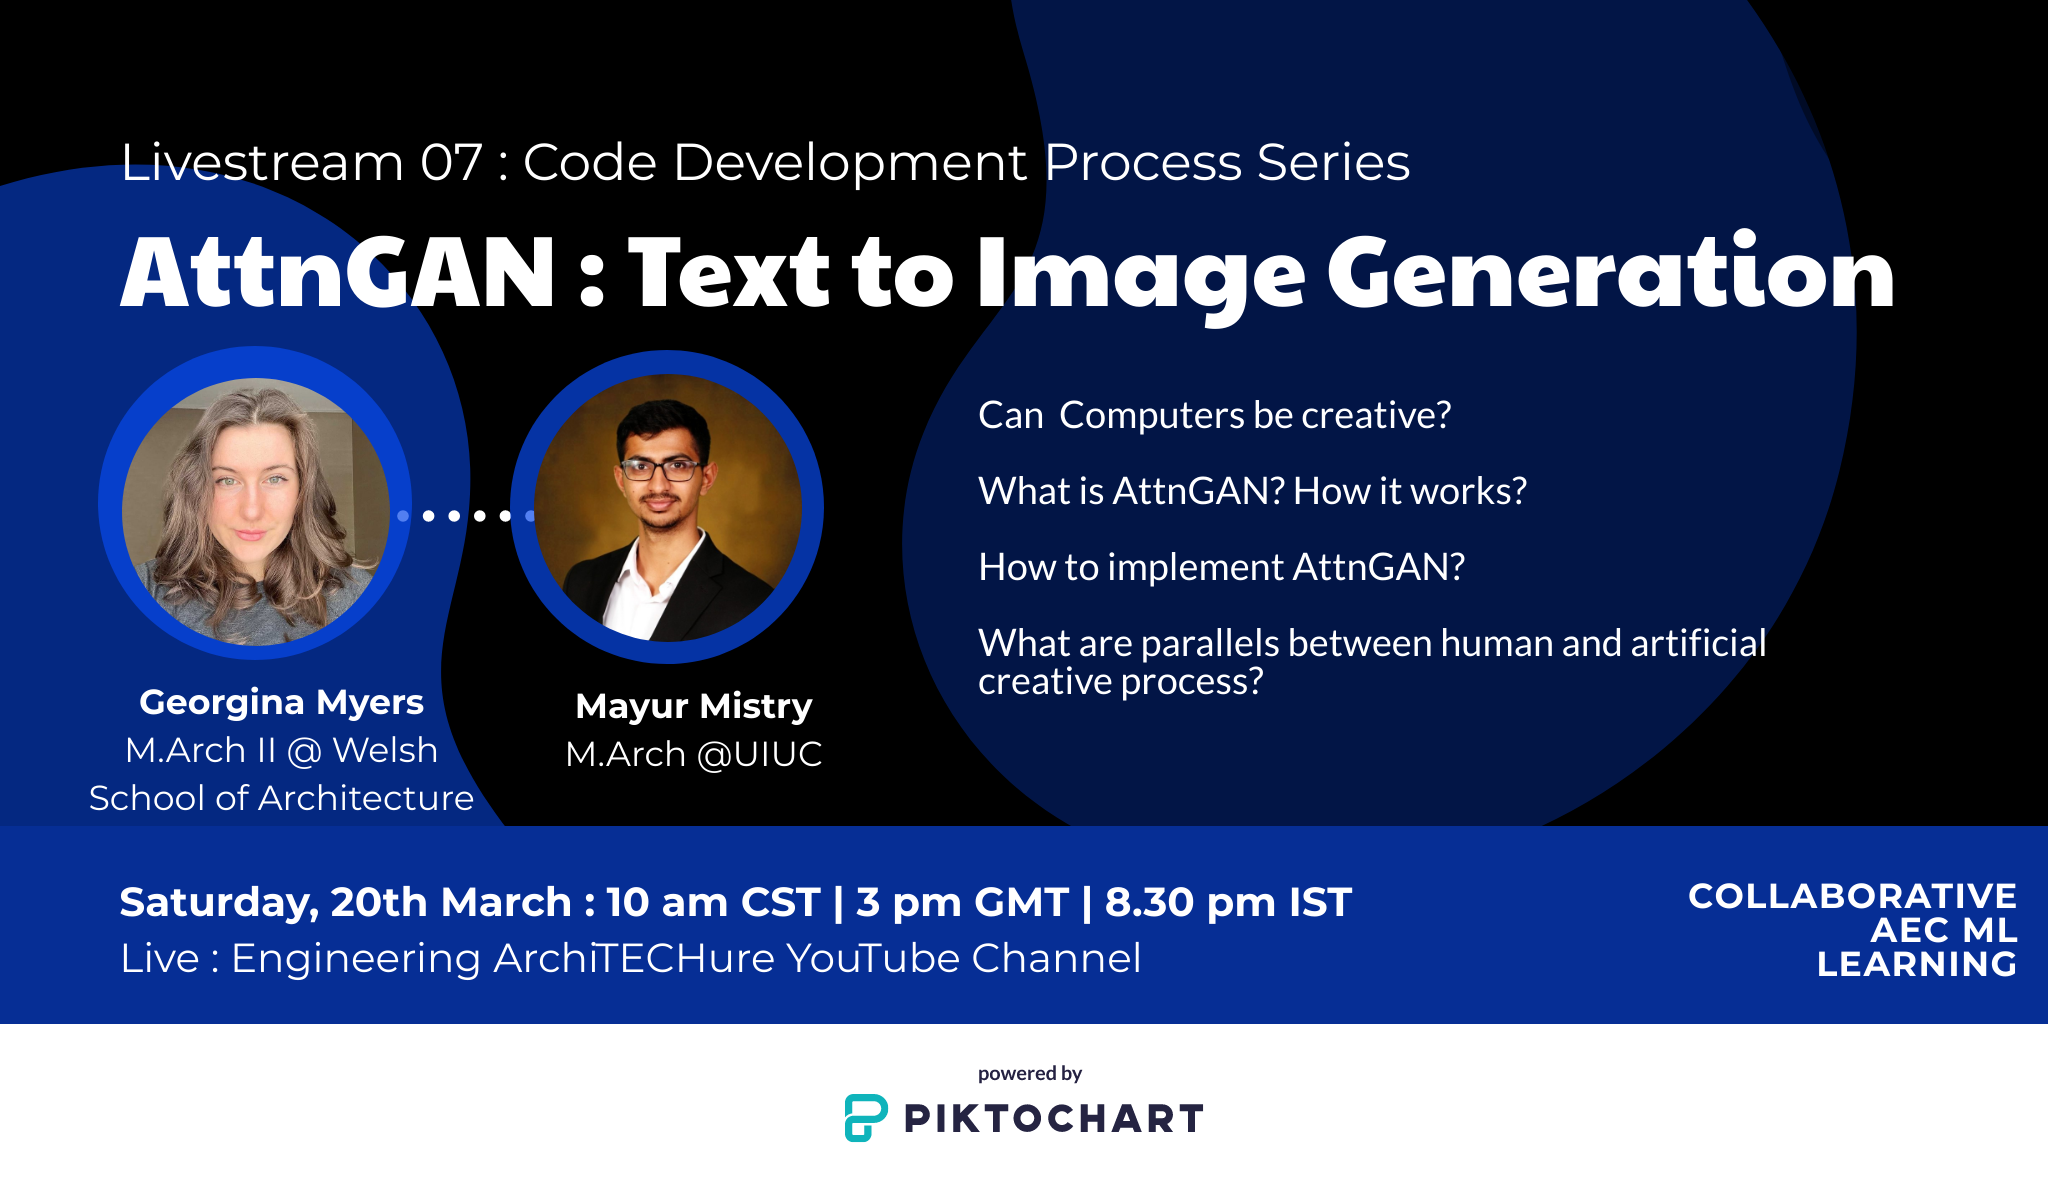 Livestream 07 : Code Development Process Series
AttnGAN : Text to Image Generation
Georgina Myers
M.Arch II @ Welsh
School of Architecture
Mayur Mistry
M.Arch @UIUC
Can  Computers be creative?
What is AttnGAN? How it works?
How to implement AttnGAN?
What are parallels between human and artificial
creative process?
Saturday, 20th March : 10 am CST | 3 pm GMT | 8.30 pm IST
Live : Engineering ArchiTECHure YouTube Channel
COLLABORATIVE
AEC ML
LEARNING
powered by
PIKTOCHART